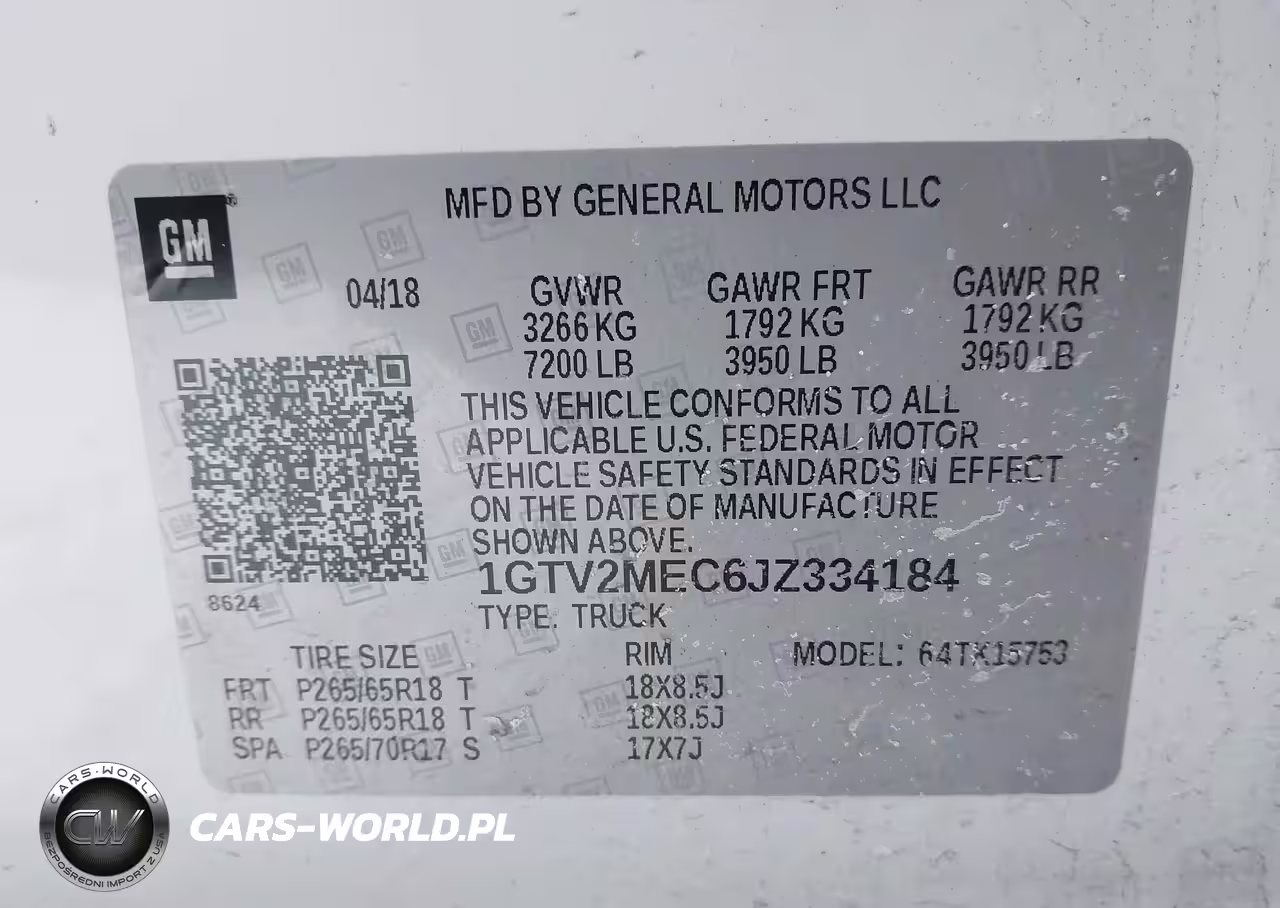 MFD BY GENERAL MOTORS LLC
GM
04/18
GVWR GAWR FRT GAWR RR
3266 KG 1792 KG 1792 KG
7200 LB 3950 LB 3950 LB
THIS VEHICLE CONFORMS TO ALL
APPLICABLE U.S. FEDERAL MOTOR
VEHICLE SAFETY STANDARDS IN EFFECT
ON THE DATE OF MANUFACTURE
SHOWN ABOVE.
8624
1GTV2MEC6JZ334184
TYPE: TRUCK
TIRE SIZE RIM MODEL: 64TK15753
FRT P265/65R18 T 18X8.5J
RR P265/65R18 T 18X8.5J
SPA P265/70R17 S 17X7J
CARS-WORLD
CW
BEZPOŚREDNI IMPORT Z USA
CARS-WORLD.PL